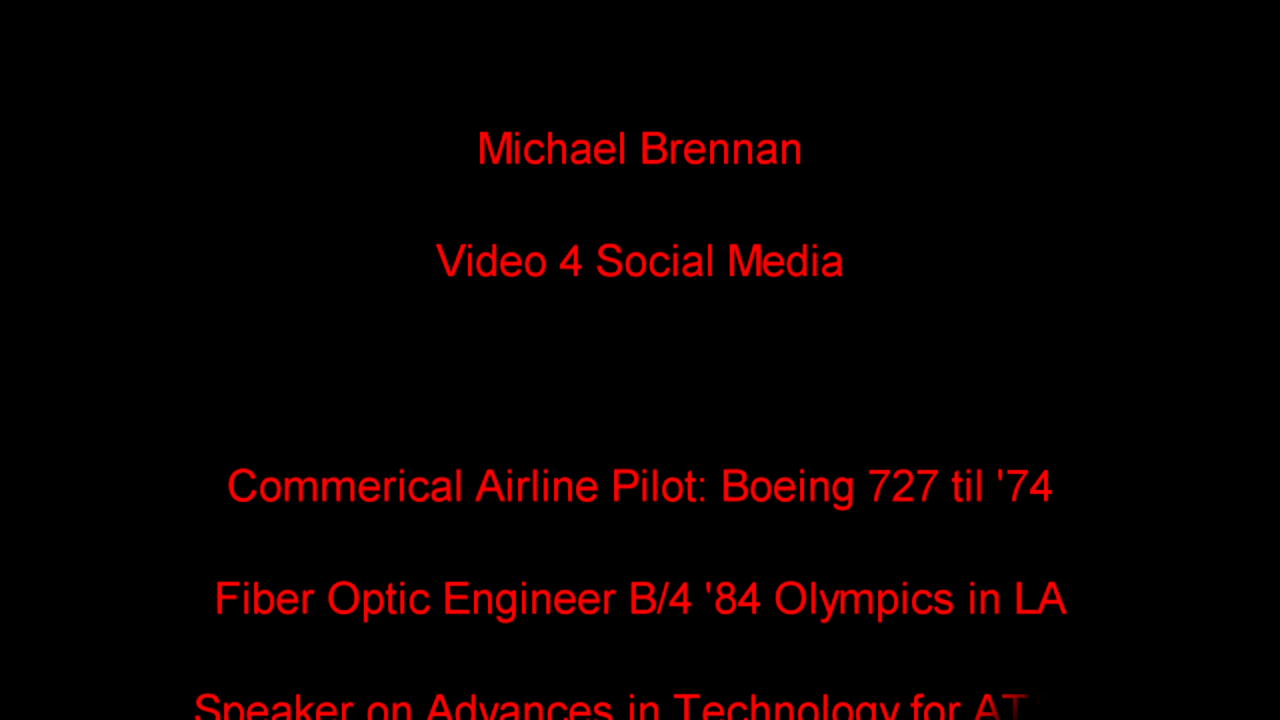 Michael Brennan
Video 4 Social Media
Commerical Airline Pilot: Boeing 727 til '74
Fiber Optic Engineer B/4 '84 Olympics in LA
Speaker on Advances in Technology for AT